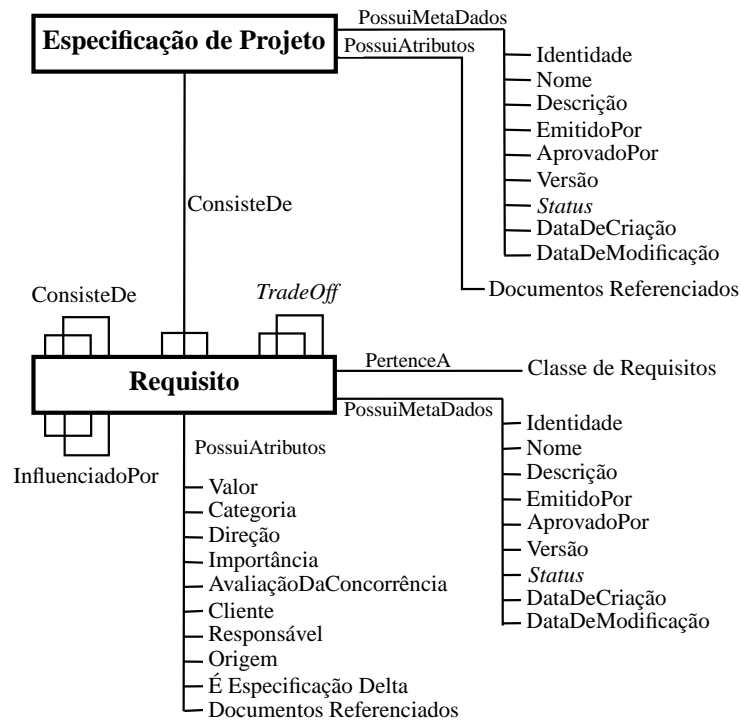 PossuiMetaDados
Especificação de Projeto
PossuiAtributos
Identidade
Nome
Descrição
EmitidoPor
AprovadoPor
Versão
Status
DataDeCriação
DataDeModificação
Documentos Referenciados
ConsisteDe
ConsisteDe
TradeOff
Requisito
PertenceA
Classe de Requisitos
PossuiMetaDados
Identidade
Nome
Descrição
EmitidoPor
AprovadoPor
Versão
Status
DataDeCriação
DataDeModificação
InfluenciadoPor
PossuiAtributos
Valor
Categoria
Direção
Importância
AvaliaçãoDaConcorrência
Cliente
Responsável
Origem
É Especificação Delta
Documentos Referenciados